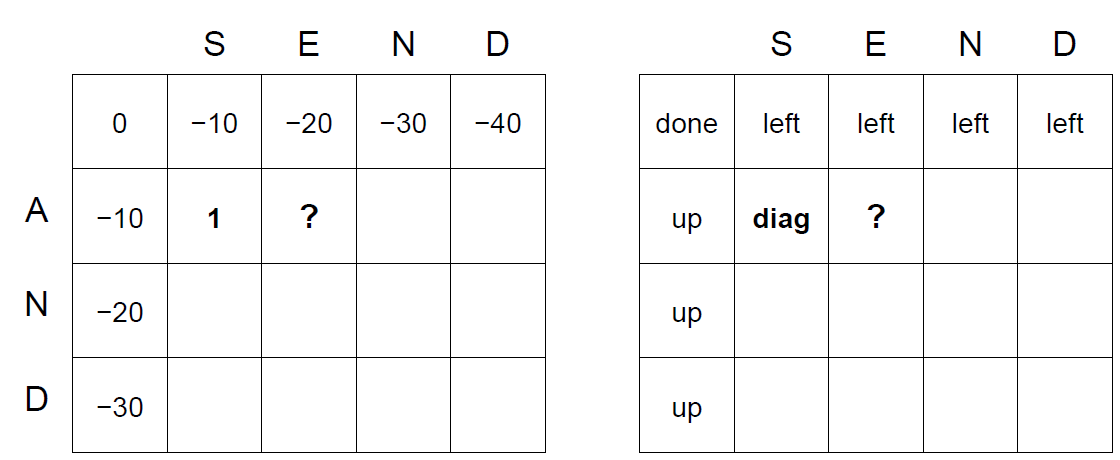 S E N D S E N D
0 −10 −20 −30 −40 done left left left left
A −10 1 ? up diag ?
N −20 up
D −30 up